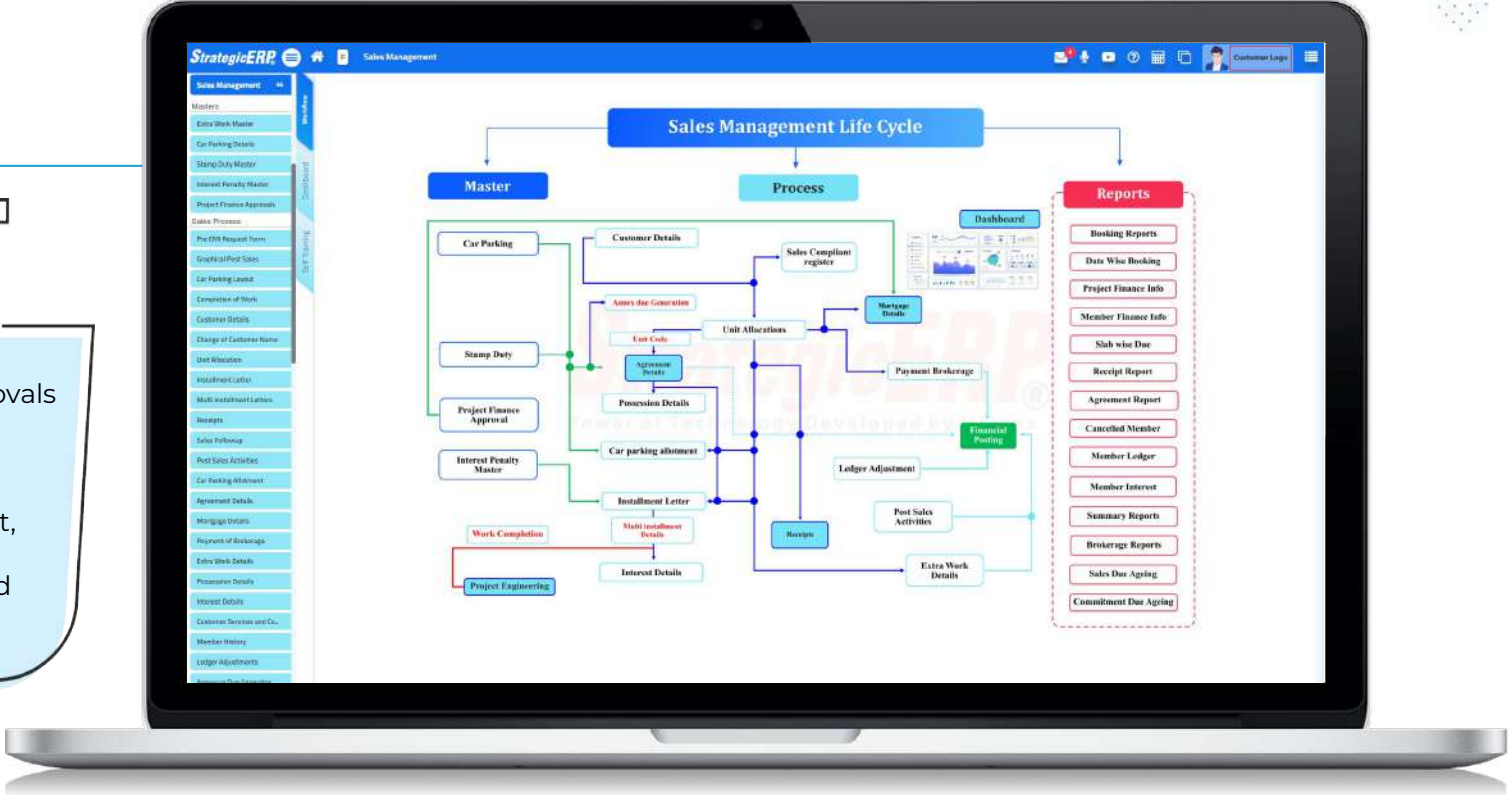 StrategicERP
Sales Management
Customer Logo
Sales Management
Masters
Extra Work Master
Car Parking Details
Stamp Duty Master
Interest Penalty Master
Project Finance Approvals
Sales Process
Pre EMI Request Form
Graphical Post Sales
Car Parking Layout
Completion of Work
Customer Details
Change of Customer Name
Unit Allocation
Installment Letter
Multi Installment Letters
Receipts
Sales Followup
Post Sales Activities
Car Parking Allotment
Agreement Details
Mortgage Details
Payment of Brokerage
Extra Work Details
Possession Details
Interest Details
Customer Services and Co..
Member History
Ledger Adjustments
Workflow
Dashboard
Self Training
ovals
t,
d
Sales Management Life Cycle
Master
Process
Reports
Car Parking
Stamp Duty
Project Finance
Approval
Interest Penalty
Master
Work Completion
Project Engineering
Customer Details
Annex due Generation
Unit Code
Agreement
Details
Possession Details
Car parking allotment
Installment Letter
Multi installment
Details
Interest Details
Sales Compliant
register
Unit Allocations
Receipts
Dashboard
Mortgage
Details
Payment Brokerage
Financial
Posting
Ledger Adjustment
Post Sales
Activities
Extra Work
Details
Booking Reports
Date Wise Booking
Project Finance Info
Member Finance Info
Slab wise Due
Receipt Report
Agreement Report
Cancelled Member
Member Ledger
Member Interest
Summary Reports
Brokerage Reports
Sales Due Ageing
Commitment Due Ageing
StrategicERP